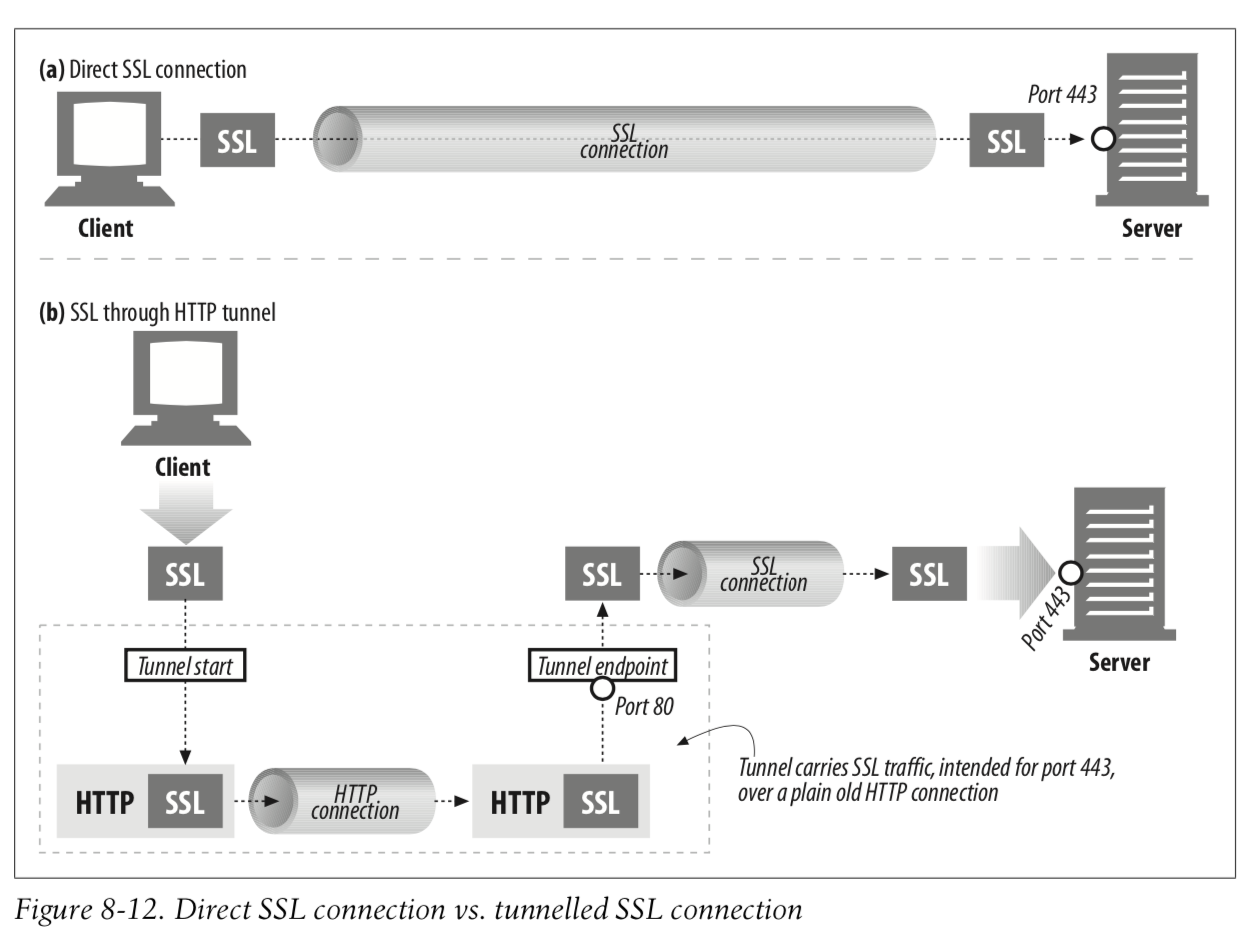 (a) Direct SSL connection
Port 443
SSL
SSL
connection
SSL
Client
Server
(b) SSL through HTTP tunnel
Client
SSL
SSL
SSL
connection
SSL
Port 443
Server
Tunnel start
Tunnel endpoint
Port 80
Tunnel carries SSL traffic, intended for port 443,
over a plain old HTTP connection
HTTP SSL
HTTP
connection
HTTP SSL
Figure 8-12. Direct SSL connection vs. tunnelled SSL connection